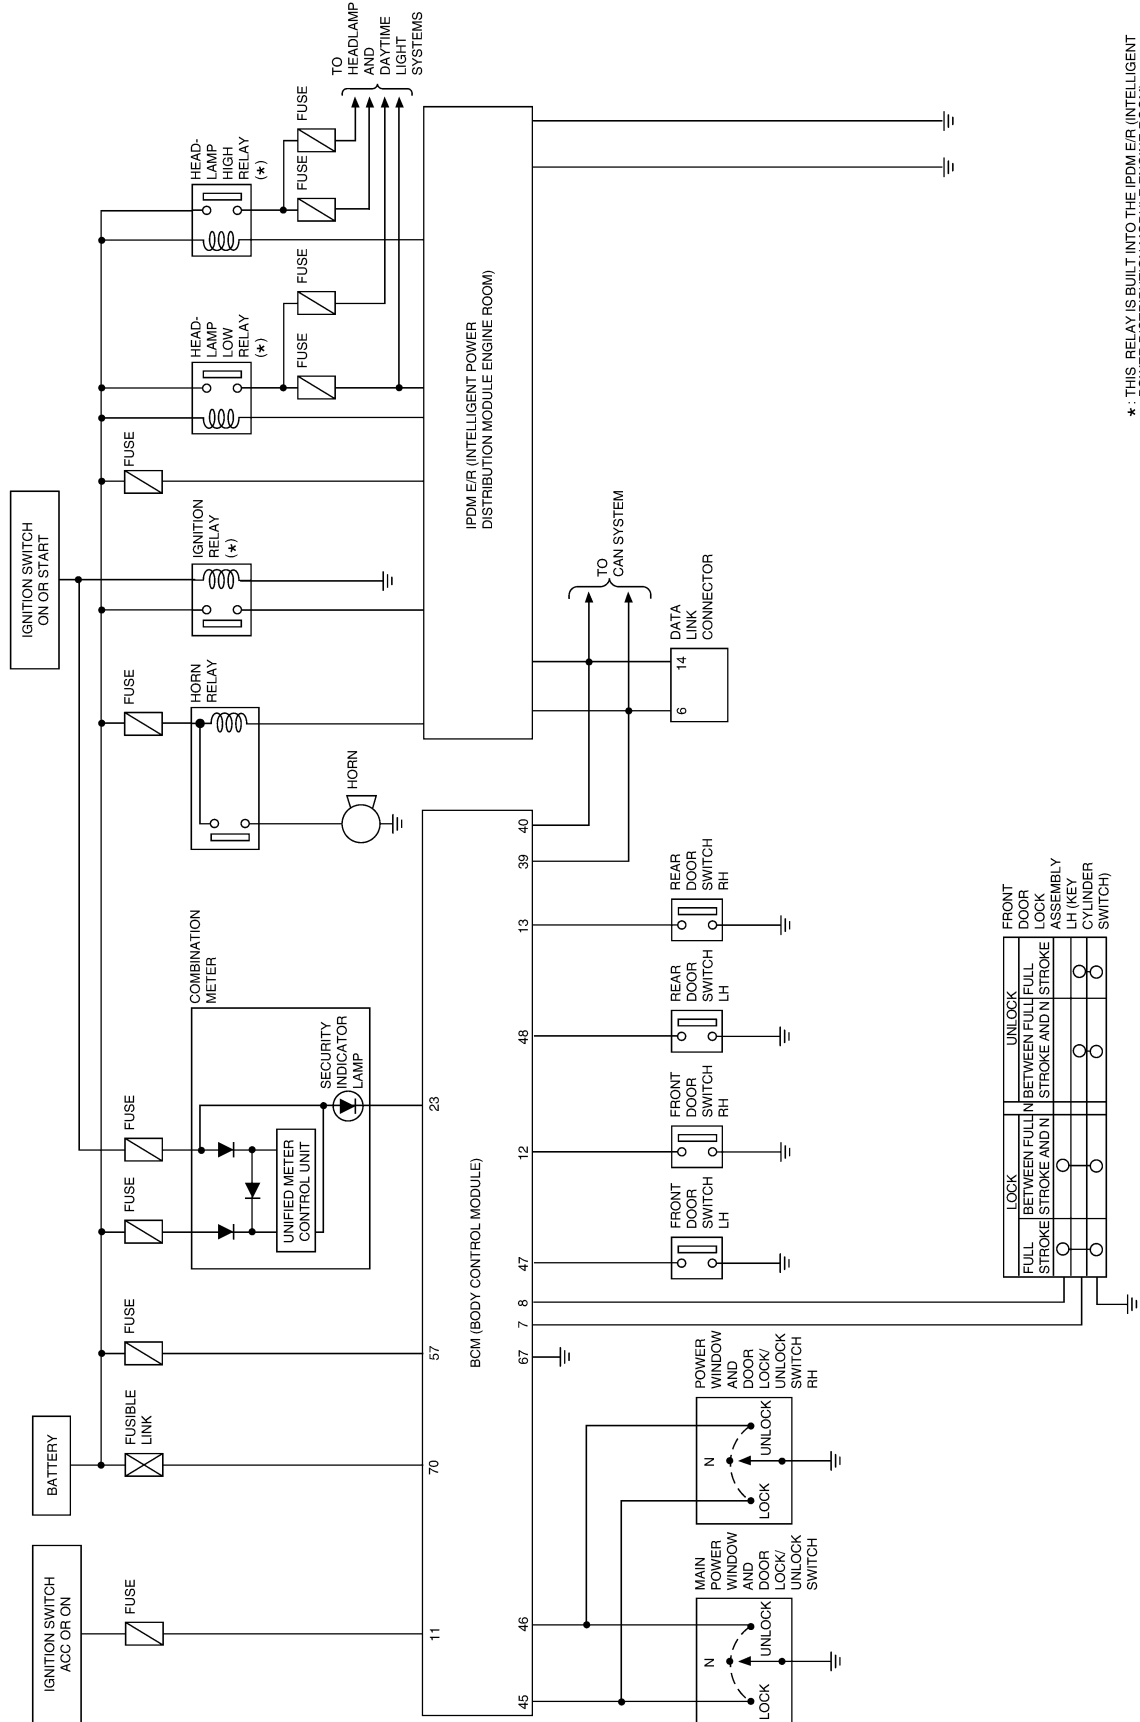 IGNITION SWITCH
ACC OR ON
BATTERY
IGNITION SWITCH
ON OR START
FUSE
FUSIBLE
LINK
FUSE
FUSE
FUSE
FUSE
FUSE
COMBINATION
METER
UNIFIED METER
CONTROL UNIT
SECURITY
INDICATOR
LAMP
HORN
RELAY
HORN
IGNITION
RELAY
(*)
HEAD-
LAMP
LOW
RELAY
(*)
FUSE
FUSE
HEAD-
LAMP
HIGH
RELAY
(*)
FUSE
FUSE
TO
HEADLAMP
AND
DAYTIME
LIGHT
SYSTEMS
11
70
57
23
BCM (BODY CONTROL MODULE)
IPDM E/R (INTELLIGENT POWER
DISTRIBUTION MODULE ENGINE ROOM)
45
46
67
7
8
47
12
48
13
39
40
MAIN
POWER
WINDOW
AND
DOOR
LOCK/
UNLOCK
SWITCH
LOCK
N
UNLOCK
POWER
WINDOW
AND
DOOR
LOCK/
UNLOCK
SWITCH
RH
LOCK
N
UNLOCK
FRONT
DOOR
SWITCH
LH
FRONT
DOOR
SWITCH
RH
REAR
DOOR
SWITCH
LH
REAR
DOOR
SWITCH
RH
6
14
DATA
LINK
CONNECTOR
TO
CAN SYSTEM
LOCK
N
UNLOCK
FULL
STROKE
BETWEEN FULL
STROKE AND N
BETWEEN FULL
STROKE AND N
FULL
STROKE
FRONT
DOOR
LOCK
ASSEMBLY
LH (KEY
CYLINDER
SWITCH)
* : THIS RELAY IS BUILT INTO THE IPDM E/R (INTELLIGENT